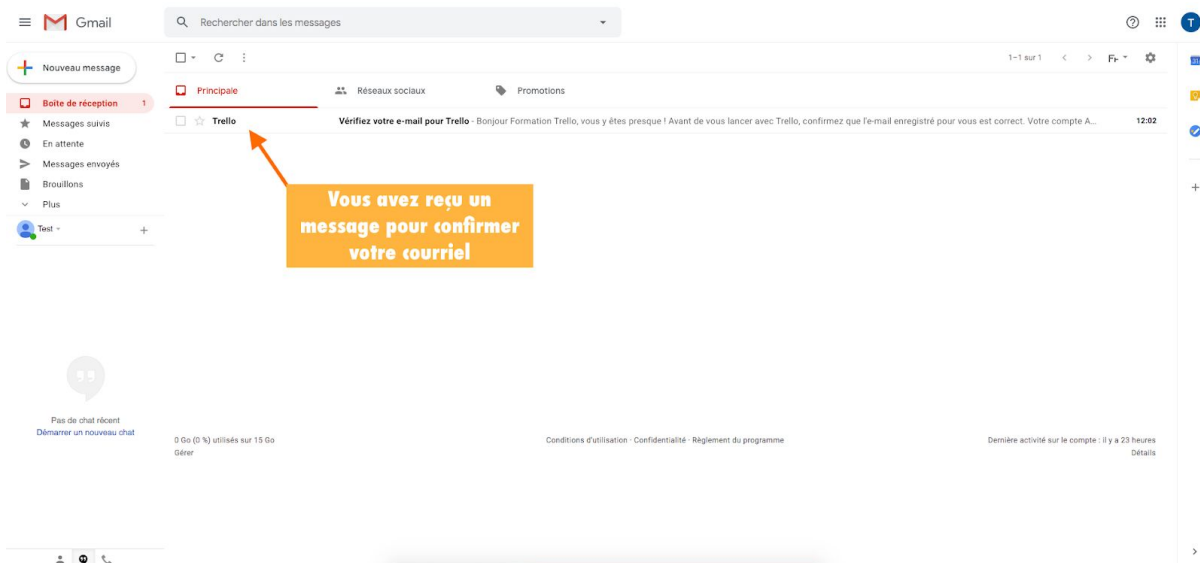 Gmail
Rechercher dans les messages
T
Nouveau message
1–1 sur 1
Fr
31
Boîte de réception 1
Principale
Réseaux sociaux
Promotions
Messages suivis
Trello
Vérifiez votre e-mail pour Trello - Bonjour Formation Trello, vous y êtes presque ! Avant de vous lancer avec Trello, confirmez que l'e-mail enregistré pour vous est correct. Votre compte A...
12:02
En attente
Messages envoyés
Brouillons
Plus
Test
Vous avez reçu un
message pour confirmer
votre courriel
Pas de chat récent
Démarrer un nouveau chat
0 Go (0 %) utilisés sur 15 Go
Gérer
Conditions d'utilisation · Confidentialité · Règlement du programme
Dernière activité sur le compte : il y a 23 heures
Détails